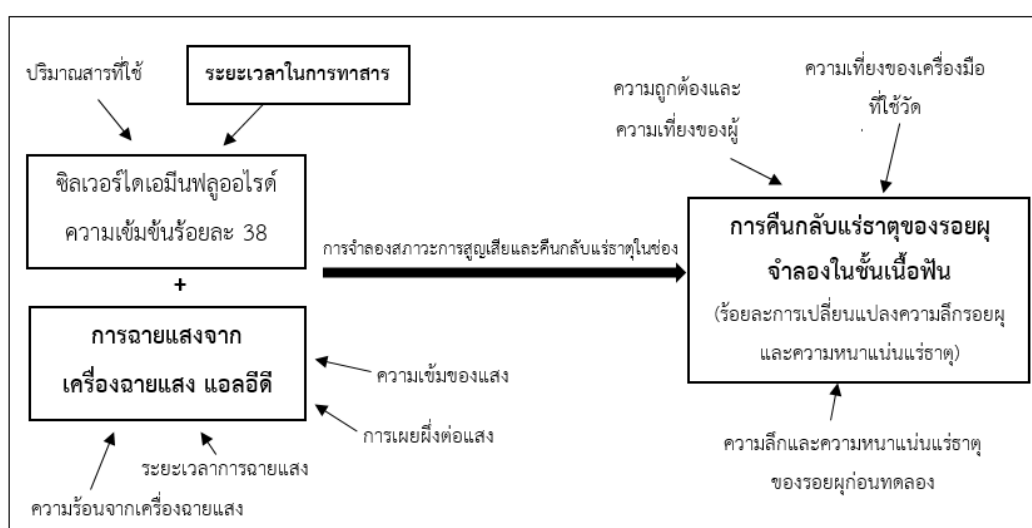 ปริมาณสารที่ใช้
ระยะเวลาในการทาสาร
ซิลเวอร์ไดเอมีนฟลูออไรด์
ความเข้มข้นร้อยละ 38
+
การฉายแสงจาก
เครื่องฉายแสง แอลอีดี
ความเข้มของแสง
การเผยผึ่งต่อแสง
ระยะเวลาการฉายแสง
ความร้อนจากเครื่องฉายแสง
การจำลองสภาวะการสูญเสียและคืนกลับแร่ธาตุในช่อง
ความถูกต้องและ
ความเที่ยงของผู้
ความเที่ยงของเครื่องมือ
ที่ใช้วัด
การคืนกลับแร่ธาตุของรอยผุ
จำลองในชั้นเนื้อฟัน
(ร้อยละการเปลี่ยนแปลงความลึกรอยผุ
และความหนาแน่นแร่ธาตุ)
ความลึกและความหนาแน่นแร่ธาตุ
ของรอยผุก่อนทดลอง